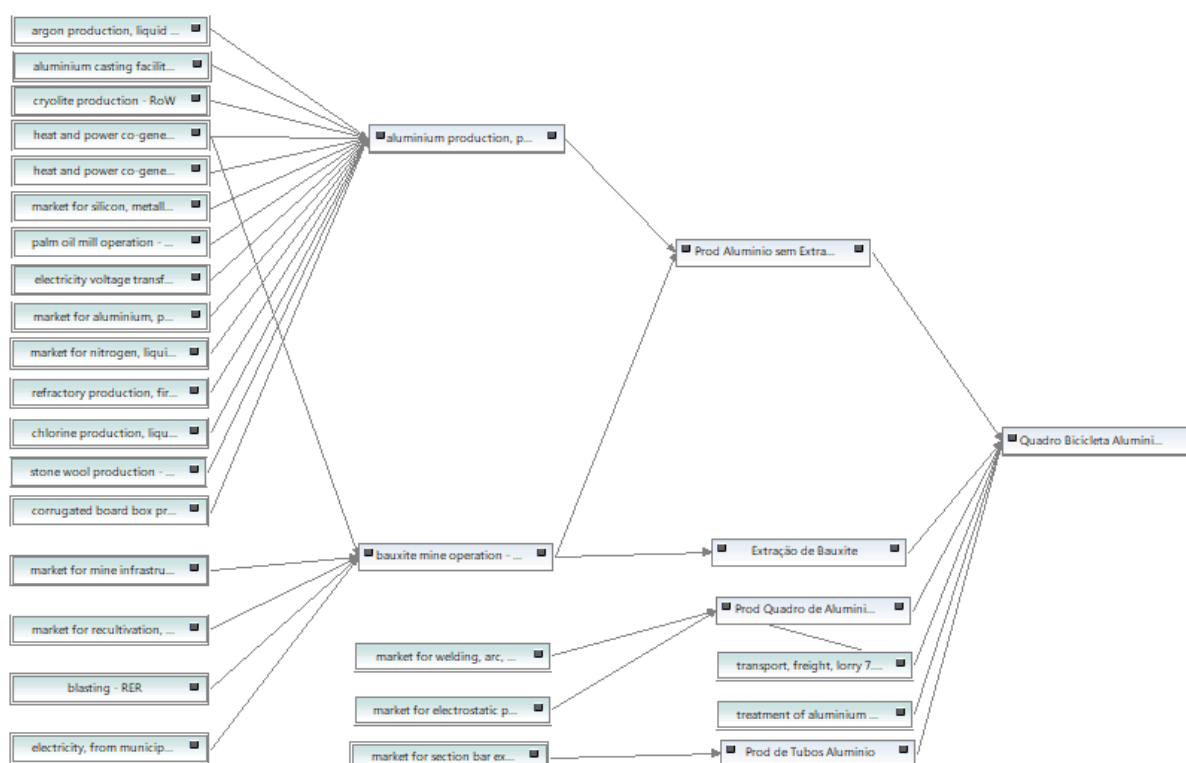 argon production, liquid ...
aluminium casting facilit...
cryolite production - RoW
heat and power co-gene...
heat and power co-gene...
market for silicon, metall...
palm oil mill operation - ...
electricity voltage transf...
market for aluminium, p...
market for nitrogen, liqui...
refractory production, fir...
chlorine production, liqu...
stone wool production - ...
corrugated board box pr...
market for mine infrastru...
market for recultivation, ...
blasting - RER
electricity, from municip...
aluminium production, p...
bauxite mine operation - ...
market for welding, arc, ...
market for electrostatic p...
market for section bar ex...
Prod Aluminio sem Extra...
Extração de Bauxite
Prod Quadro de Alumini...
transport, freight, lorry 7....
treatment of aluminium ...
Prod de Tubos Aluminio
Quadro Bicicleta Alumini...